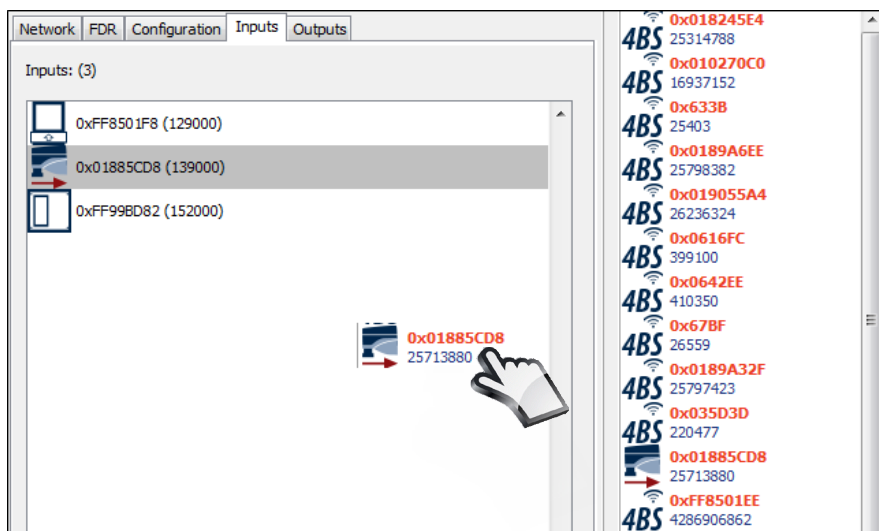 Network FDR Configuration Inputs Outputs
Inputs: (3)
0xFF8501F8 (129000)
0x01885CD8 (139000)
0xFF99BD82 (152000)
0x01885CD8
25713880
0x018245E4
4BS 25314788
0x010270C0
4BS 16937152
0x633B
4BS 25403
0x0189A6EE
4BS 25798382
0x019055A4
4BS 26236324
0x0616FC
4BS 399100
0x0642EE
4BS 410350
0x67BF
4BS 26559
0x0189A32F
4BS 25797423
0x035D3D
4BS 220477
0x01885CD8
25713880
0xFF8501EE
4BS 4286906862